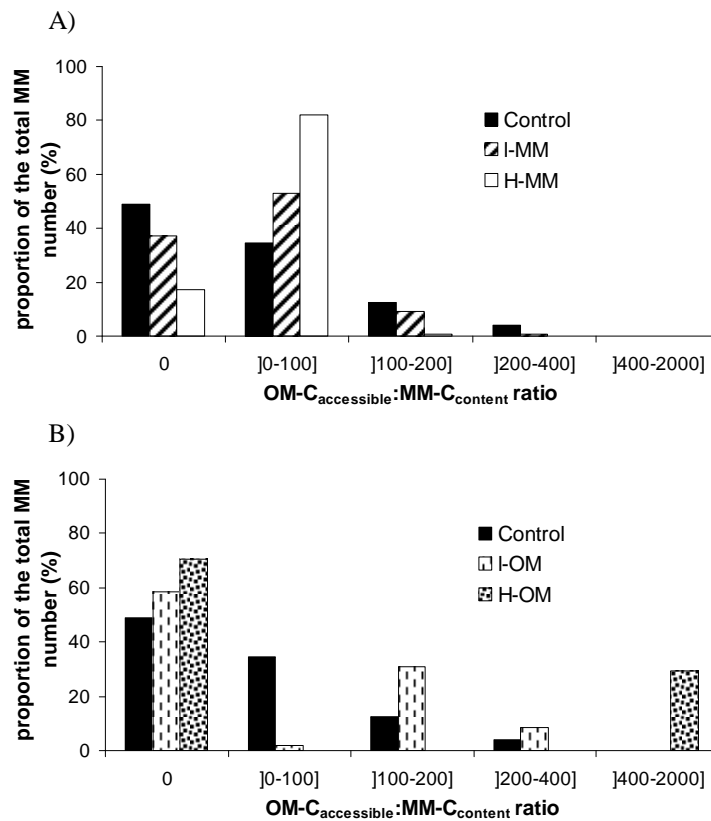 A)
proportion of the total MM
number (%)
100
80
60
40
20
0
Control
I-MM
H-MM
0 ]0-100] ]100-200] ]200-400] ]400-2000]
OM-Caccessible:MM-Ccontent ratio
B)
proportion of the total MM
number (%)
100
80
60
40
20
0
Control
I-OM
H-OM
0 ]0-100] ]100-200] ]200-400] ]400-2000]
OM-Caccessible:MM-Ccontent ratio